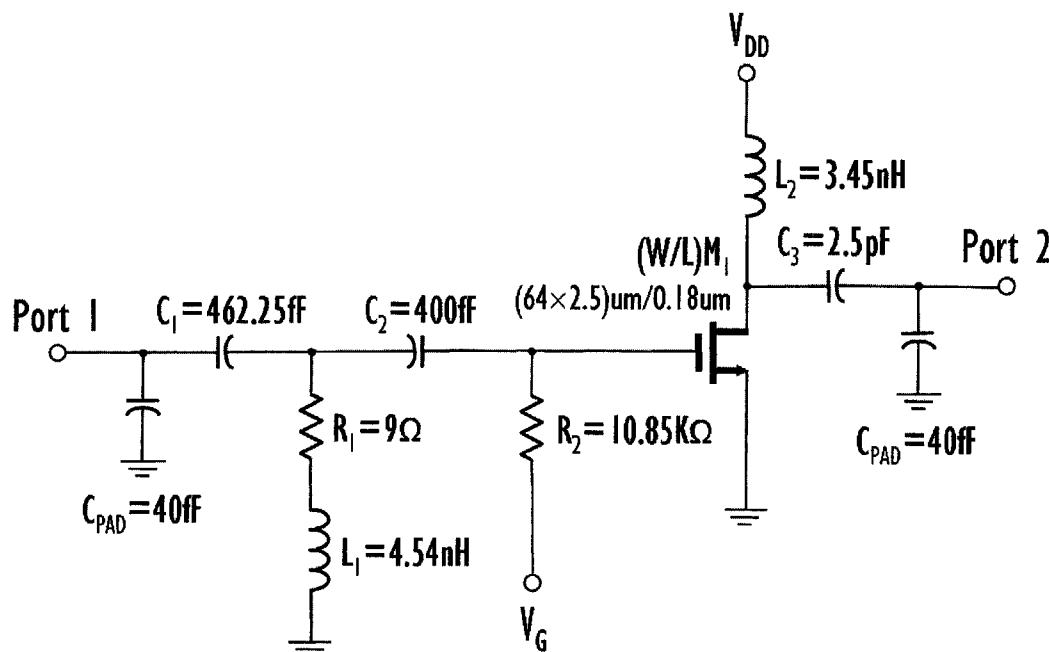 V_DD
L_2=3.45nH
(W/L)M_1
C_3=2.5pF
Port 2
(64×2.5)um/0.18um
Port 1
C_1=462.25fF
C_2=400fF
R_1=9Ω
R_2=10.85KΩ
C_PAD=40fF
C_PAD=40fF
L_1=4.54nH
V_G